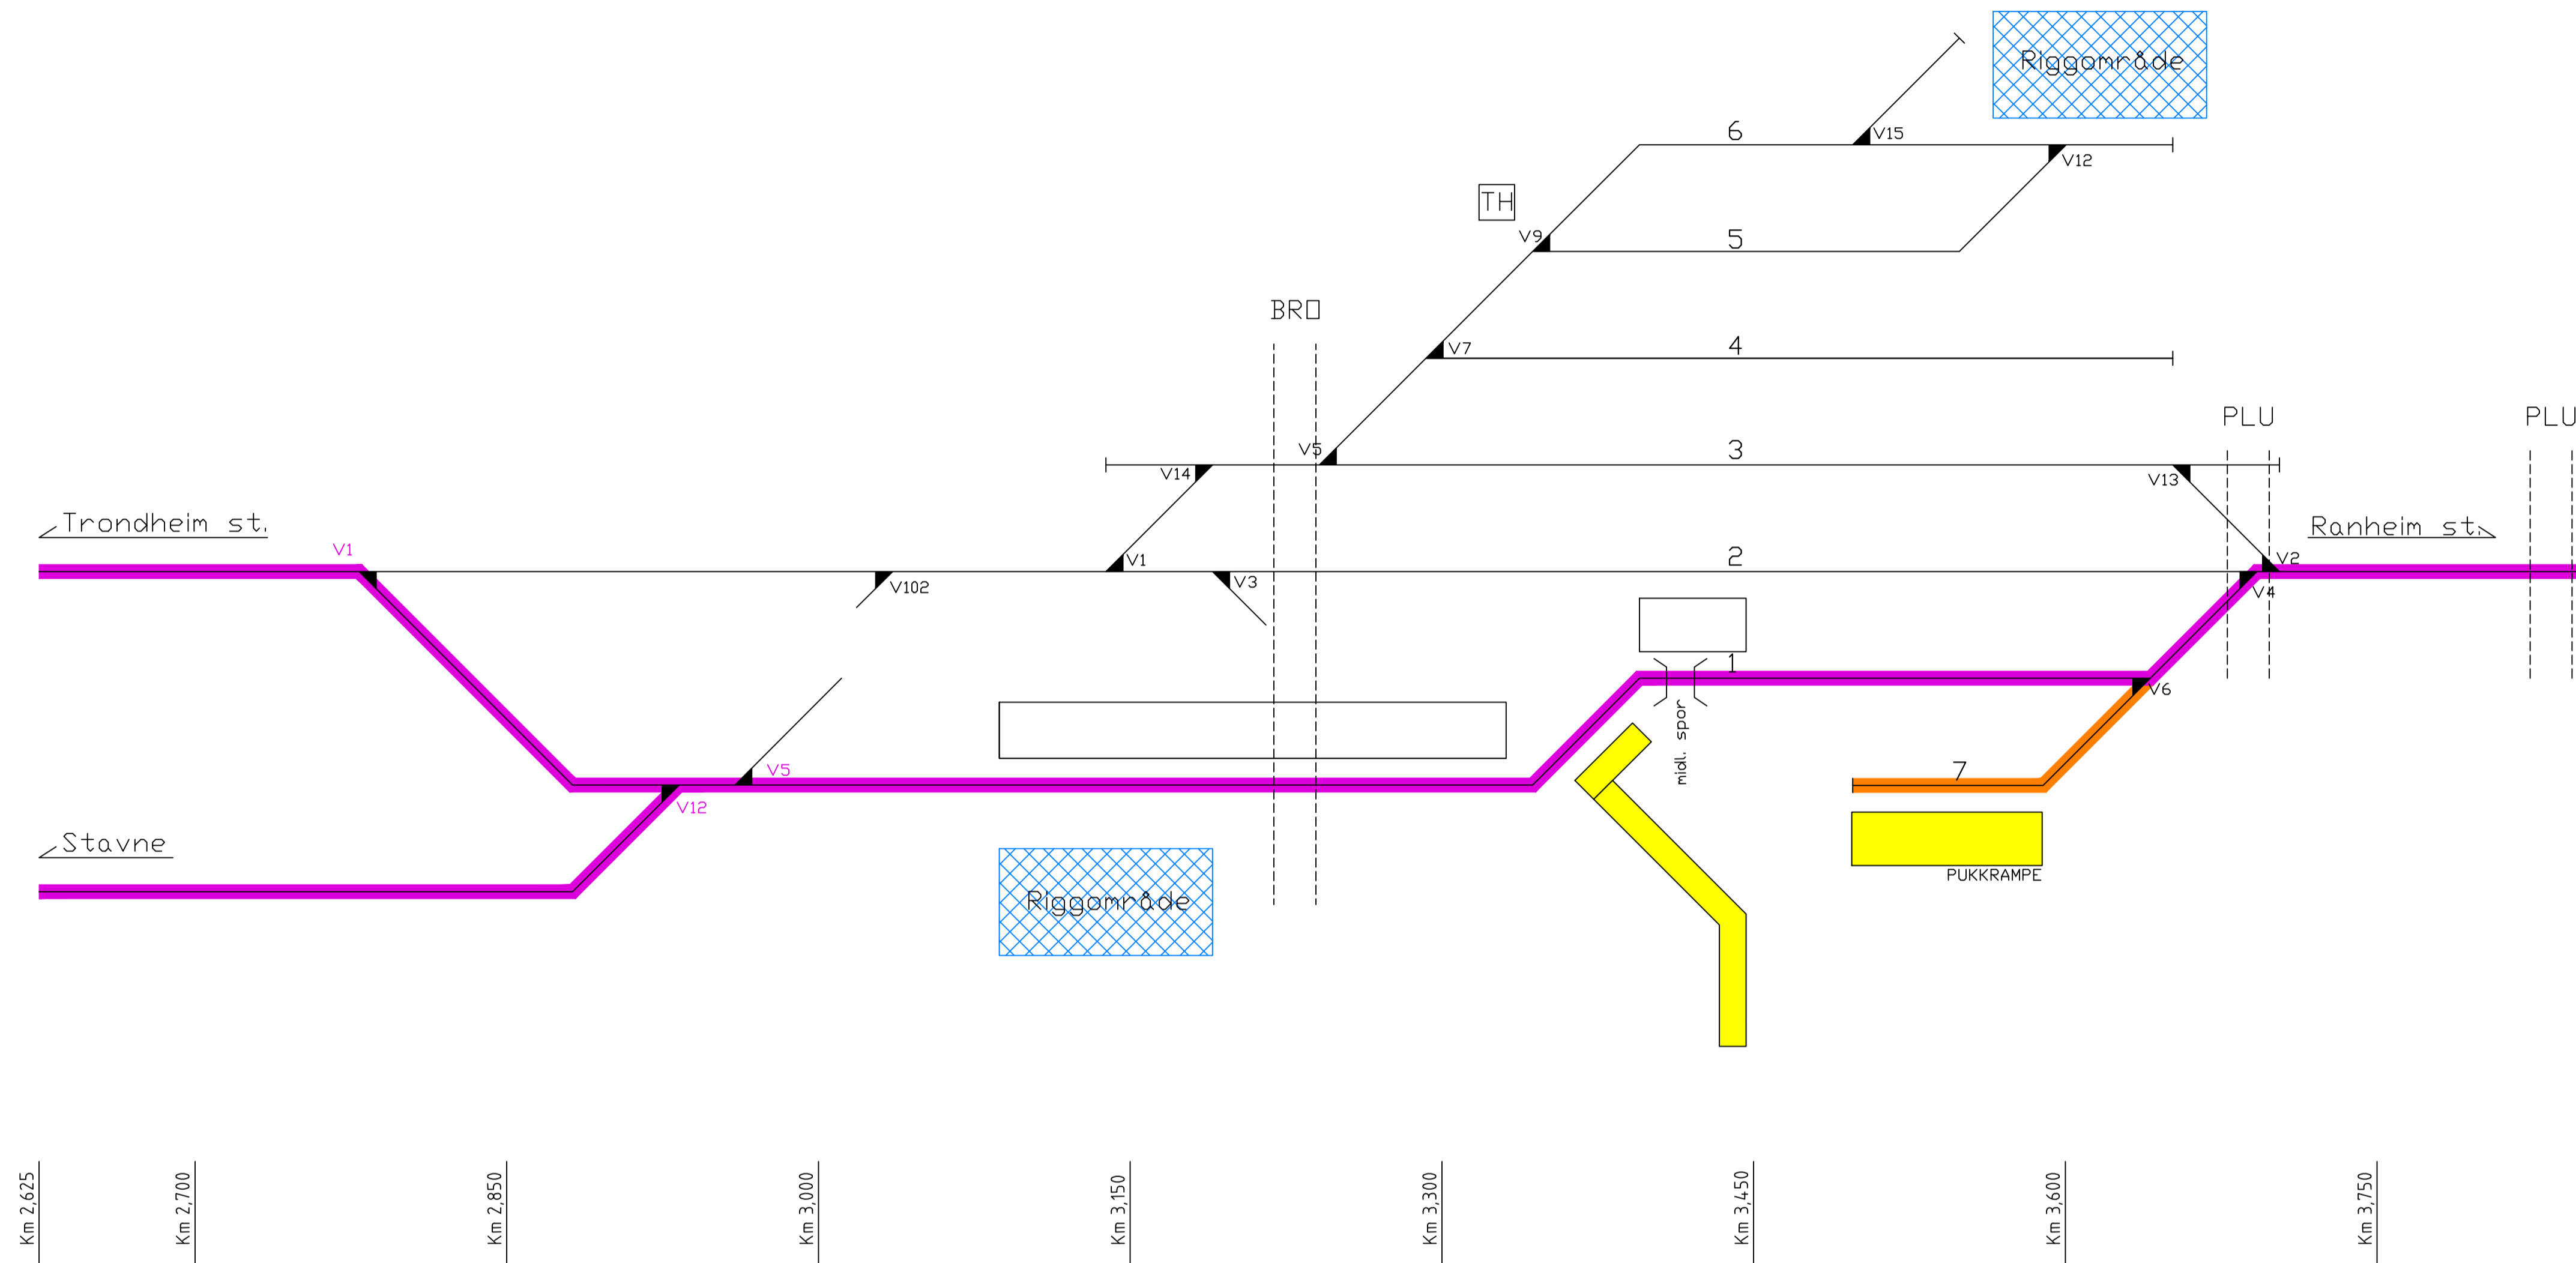 Riggområde
6
V15
V12
TH
V9
5
BRO
V7
4
PLU
PLU
V5
3
V14
V13
Trondheim st.
Ranheim st.
V1
V1
2
V2
V102
V3
V4
1
V6
midl. spor
V5
7
V12
Stavne
PUKKRAMPE
Riggområde
Km 2,625
Km 2,700
Km 2,850
Km 3,000
Km 3,150
Km 3,300
Km 3,450
Km 3,600
Km 3,750